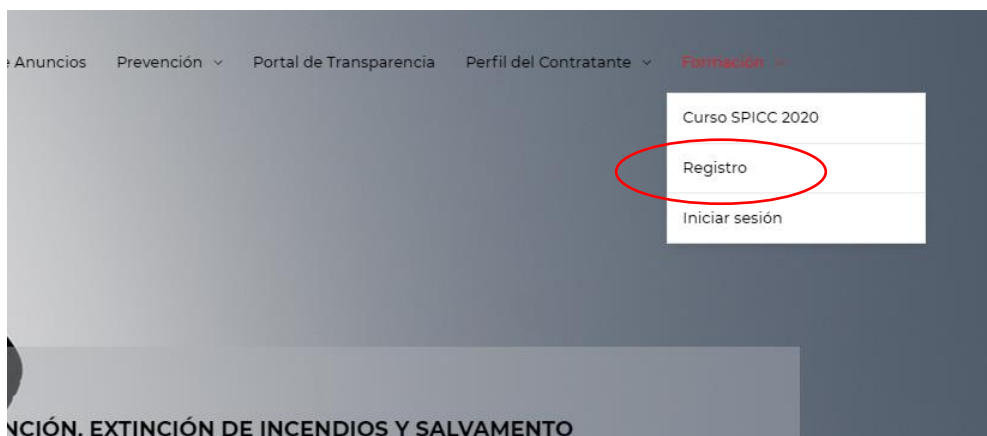 Anuncios Prevención Portal de Transparencia Perfil del Contratante Formación
Curso SPICC 2020
Registro
Iniciar sesión
NCIÓN, EXTINCIÓN DE INCENDIOS Y SALVAMENTO